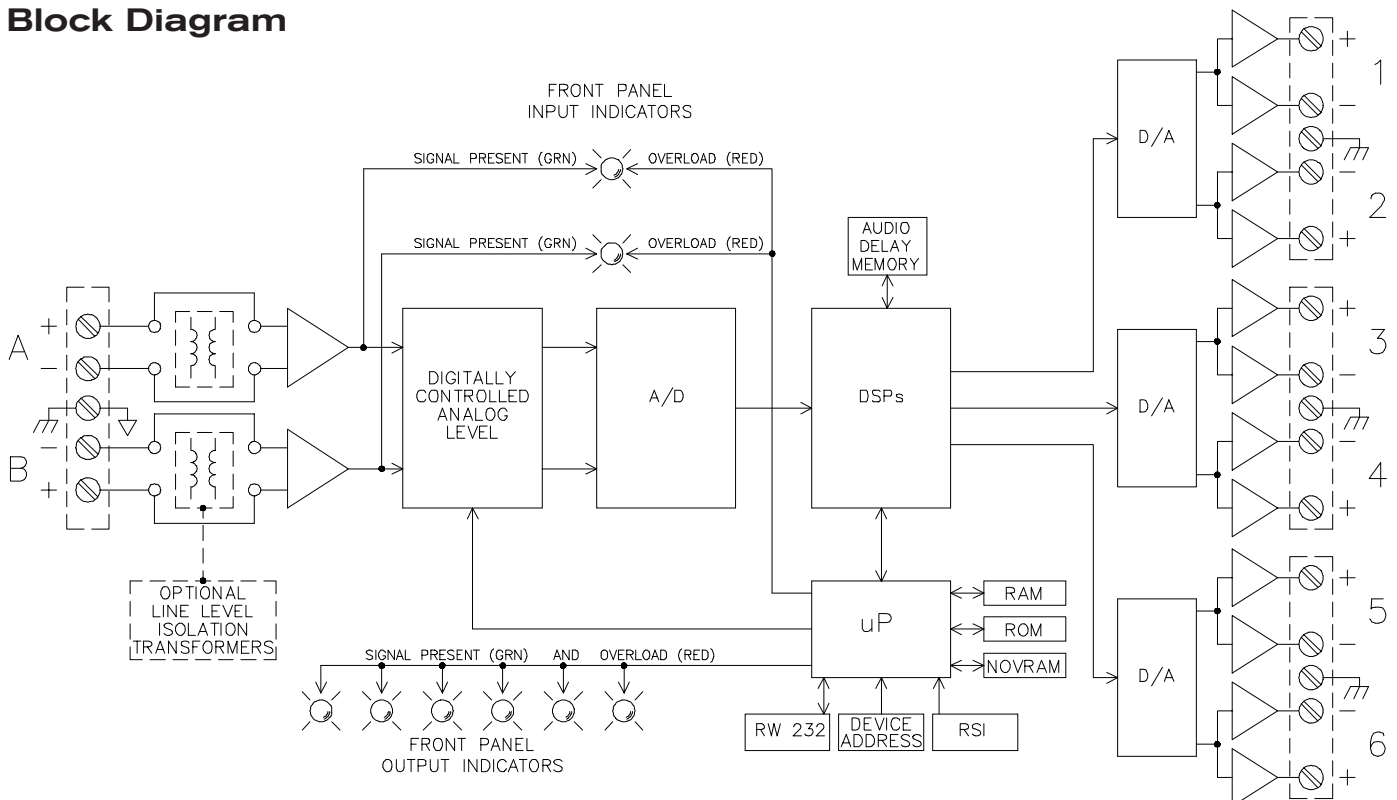 Block Diagram
FRONT PANEL
INPUT INDICATORS
SIGNAL PRESENT (GRN)
OVERLOAD (RED)
SIGNAL PRESENT (GRN)
OVERLOAD (RED)
A
+
−
B
−
+
OPTIONAL
LINE LEVEL
ISOLATION
TRANSFORMERS
DIGITALLY
CONTROLLED
ANALOG
LEVEL
A/D
AUDIO
DELAY
MEMORY
DSPs
uP
RAM
ROM
NOVRAM
RW 232
DEVICE
ADDRESS
RSI
SIGNAL PRESENT (GRN) AND OVERLOAD (RED)
FRONT PANEL
OUTPUT INDICATORS
D/A
+
1
−
−
2
+
D/A
+
3
−
−
4
+
D/A
+
5
−
−
6
+